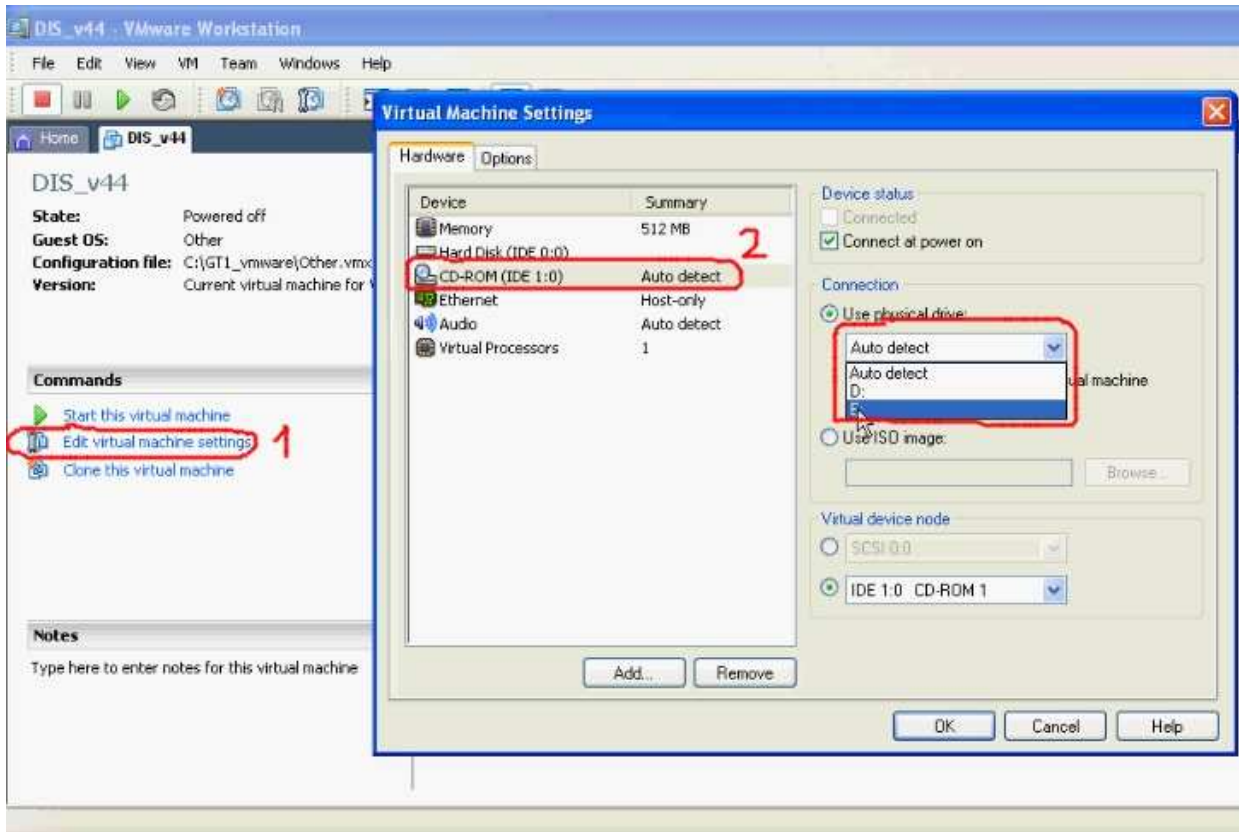 DIS_v44 - VMware Workstation
File Edit View VM Team Windows Help
Home DIS_v44
DIS_v44
State: Powered off
Guest OS: Other
Configuration file: C:\GT1_vmware\Other.vmx
Version: Current virtual machine for
Commands
Start this virtual machine
Edit virtual machine settings 1
Clone this virtual machine
Notes
Type here to enter notes for this virtual machine
Virtual Machine Settings
Hardware Options
Device Summary
Memory 512 MB
Hard Disk (IDE 0:0)
2
CD-ROM (IDE 1:0) Auto detect
Ethernet Host-only
Audio Auto detect
Virtual Processors 1
Add... Remove
Device status
Connected
Connect at power on
Connection
Use physical drive:
Auto detect
Auto detect
D:
ual machine
Use ISO image:
Browse...
Virtual device node
SCSI 0:0
IDE 1:0 CD-ROM 1
OK Cancel Help